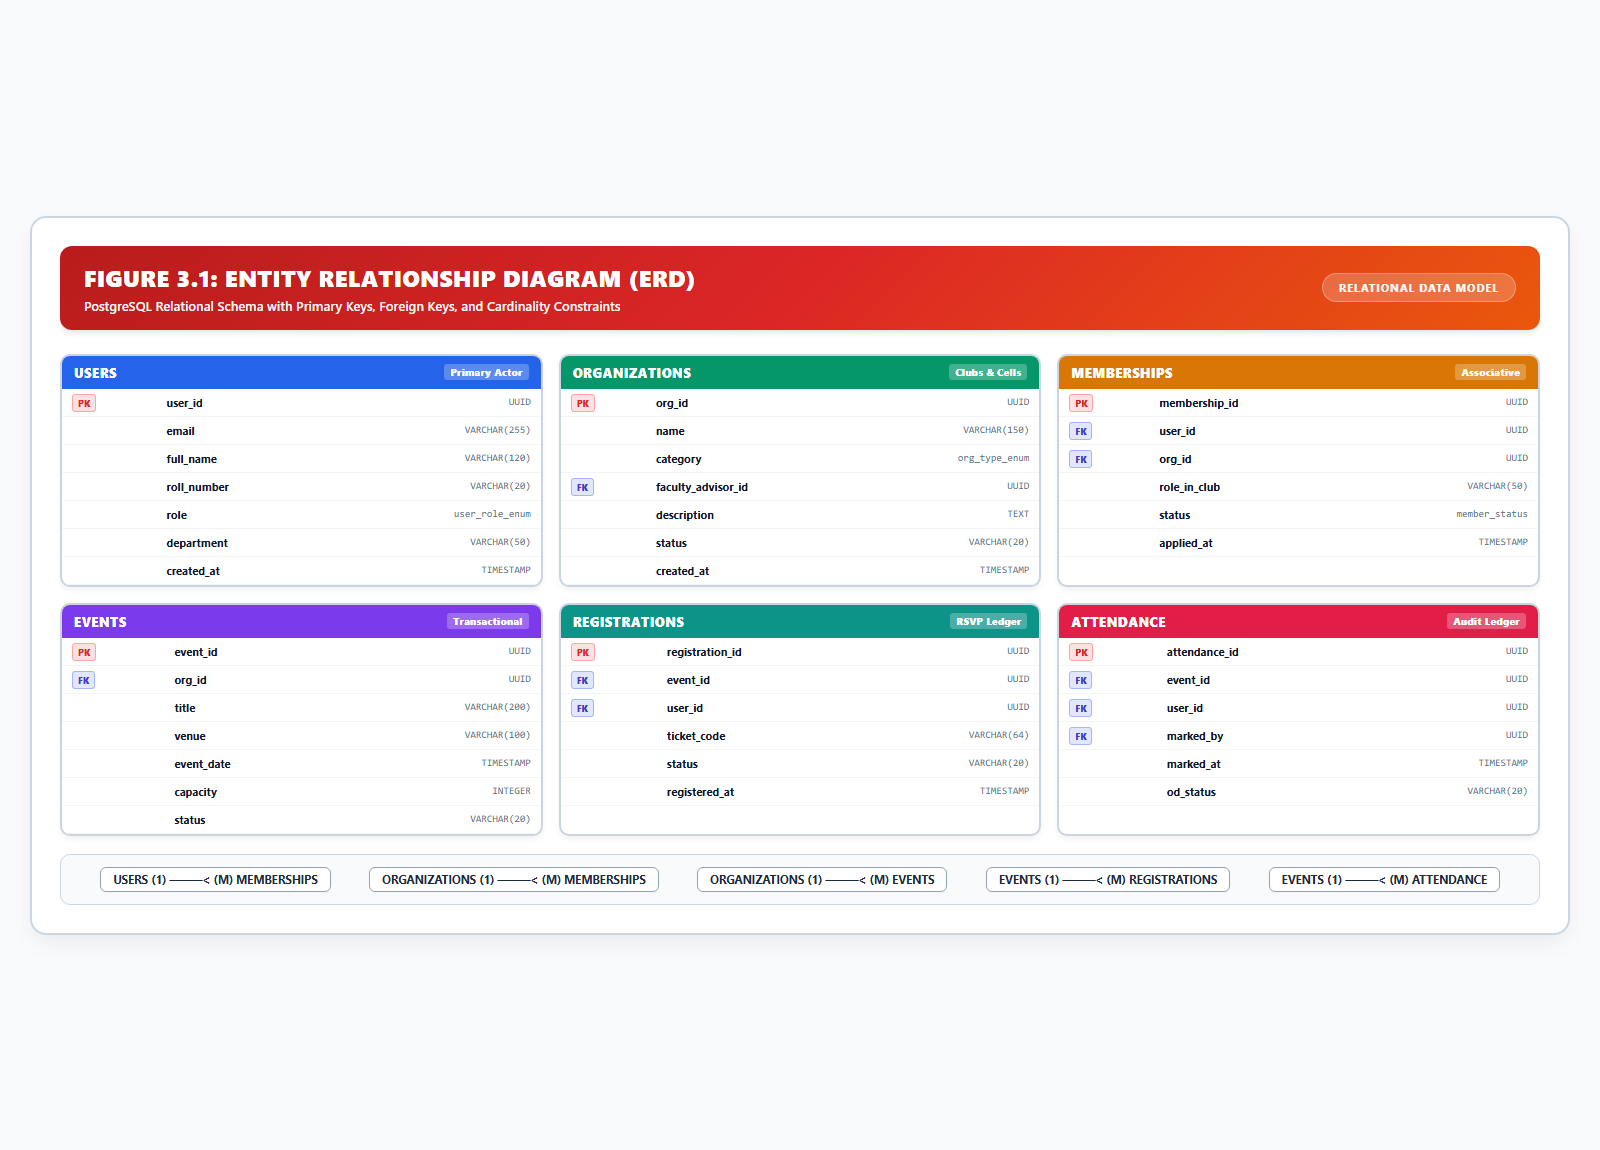 FIGURE 3.1: ENTITY RELATIONSHIP DIAGRAM (ERD)
PostgreSQL Relational Schema with Primary Keys, Foreign Keys, and Cardinality Constraints
RELATIONAL DATA MODEL
USERS Primary Actor
PK user_id UUID
email VARCHAR(255)
full_name VARCHAR(120)
roll_number VARCHAR(20)
role user_role_enum
department VARCHAR(50)
created_at TIMESTAMP
ORGANIZATIONS Clubs & Cells
PK org_id UUID
name VARCHAR(150)
category org_type_enum
FK faculty_advisor_id UUID
description TEXT
status VARCHAR(20)
created_at TIMESTAMP
MEMBERSHIPS Associative
PK membership_id UUID
FK user_id UUID
FK org_id UUID
role_in_club VARCHAR(50)
status member_status
applied_at TIMESTAMP
EVENTS Transactional
PK event_id UUID
FK org_id UUID
title VARCHAR(200)
venue VARCHAR(100)
event_date TIMESTAMP
capacity INTEGER
status VARCHAR(20)
REGISTRATIONS RSVP Ledger
PK registration_id UUID
FK event_id UUID
FK user_id UUID
ticket_code VARCHAR(64)
status VARCHAR(20)
registered_at TIMESTAMP
ATTENDANCE Audit Ledger
PK attendance_id UUID
FK event_id UUID
FK user_id UUID
FK marked_by UUID
marked_at TIMESTAMP
od_status VARCHAR(20)
USERS (1) ———< (M) MEMBERSHIPS
ORGANIZATIONS (1) ———< (M) MEMBERSHIPS
ORGANIZATIONS (1) ———< (M) EVENTS
EVENTS (1) ———< (M) REGISTRATIONS
EVENTS (1) ———< (M) ATTENDANCE